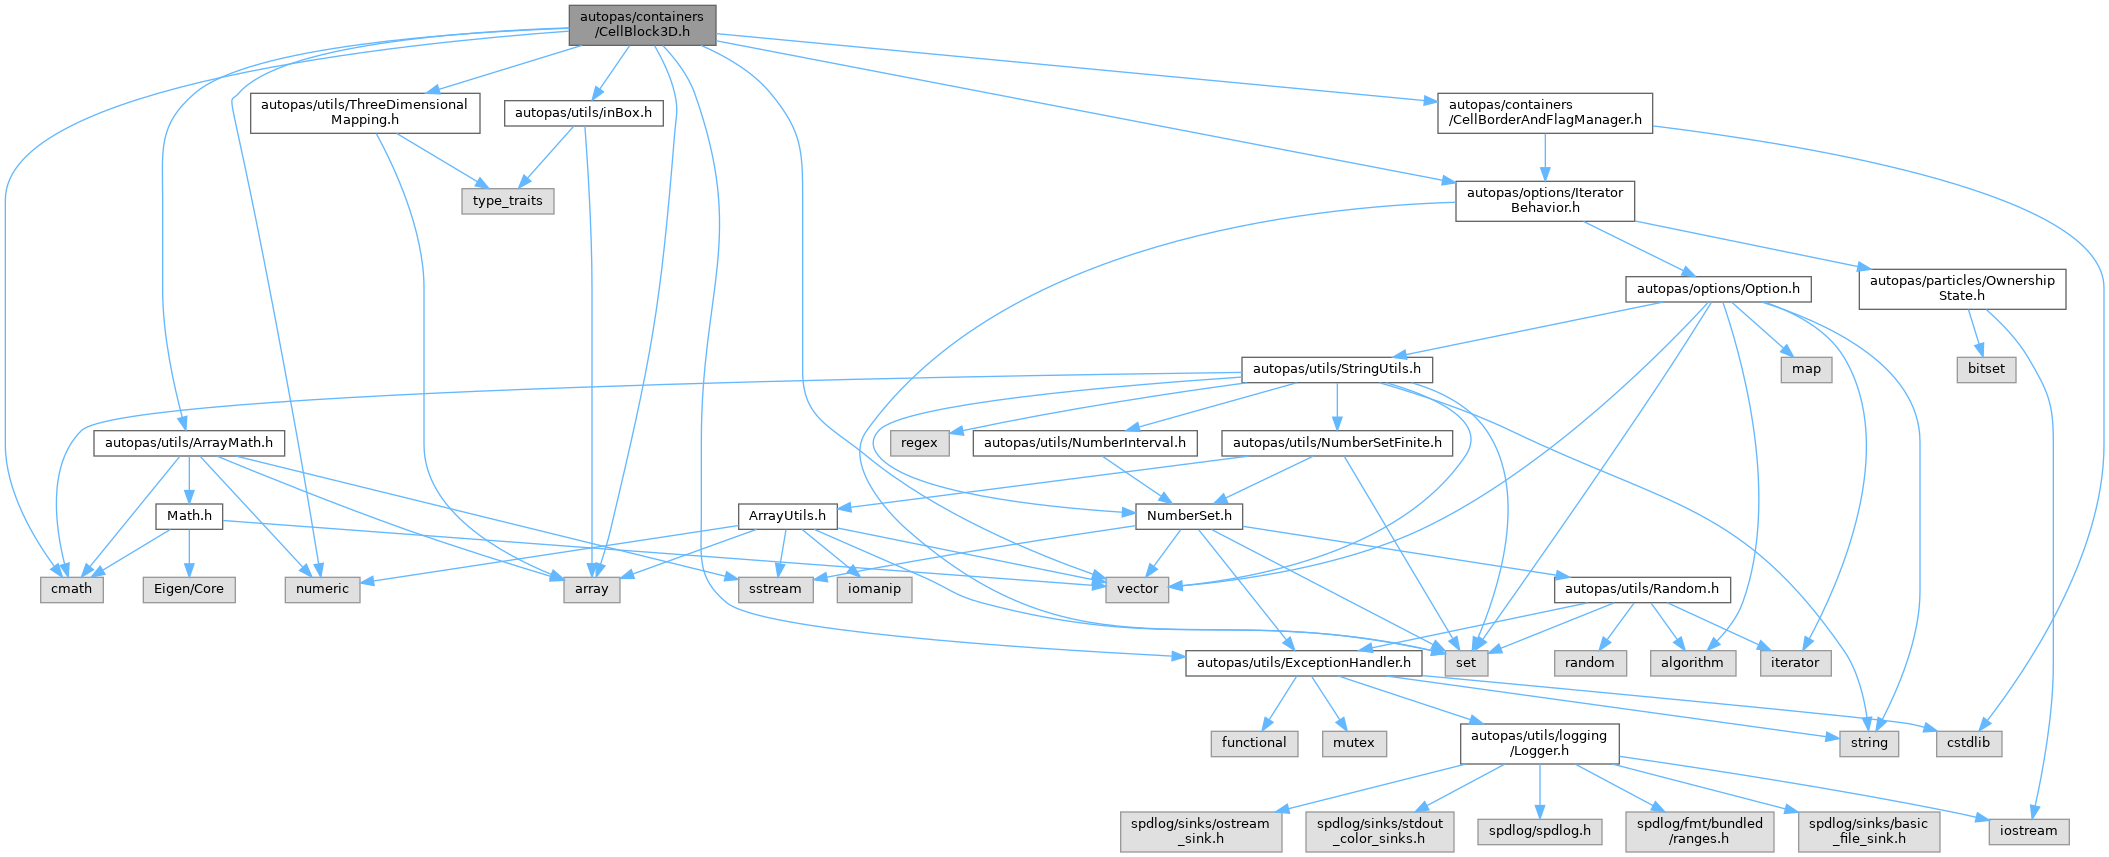 autopas/containers
/CellBlock3D.h
autopas/utils/ThreeDimensional
Mapping.h
autopas/utils/inBox.h
autopas/containers
/CellBorderAndFlagManager.h
type_traits
autopas/options/Iterator
Behavior.h
autopas/options/Option.h
autopas/particles/Ownership
State.h
autopas/utils/StringUtils.h
map
bitset
autopas/utils/ArrayMath.h
regex
autopas/utils/NumberInterval.h
autopas/utils/NumberSetFinite.h
Math.h
ArrayUtils.h
NumberSet.h
cmath
Eigen/Core
numeric
array
sstream
iomanip
vector
autopas/utils/Random.h
autopas/utils/ExceptionHandler.h
set
random
algorithm
iterator
functional
mutex
autopas/utils/logging
/Logger.h
string
cstdlib
spdlog/sinks/ostream
_sink.h
spdlog/sinks/stdout
_color_sinks.h
spdlog/spdlog.h
spdlog/fmt/bundled
/ranges.h
spdlog/sinks/basic
_file_sink.h
iostream